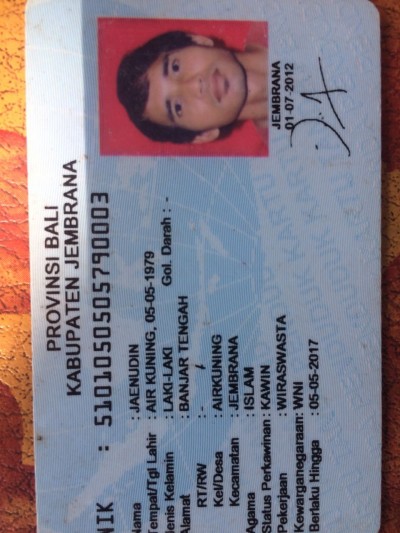 PROVINSI BALI
KABUPATEN JEMBRANA
NIK : 5101050505790003
Nama : JAENUDIN
Tempat/Tgl Lahir : AIR KUNING, 05-05-1979
Jenis Kelamin : LAKI-LAKI Gol. Darah : -
Alamat : BANJAR TENGAH
RT/RW : - / -
Kel/Desa : AIRKUNING
Kecamatan : JEMBRANA
Agama : ISLAM
Status Perkawinan : KAWIN
Pekerjaan : WIRASWASTA
Kewarganegaraan: WNI
Berlaku Hingga : 05-05-2017
JEMBRANA
01-07-2012